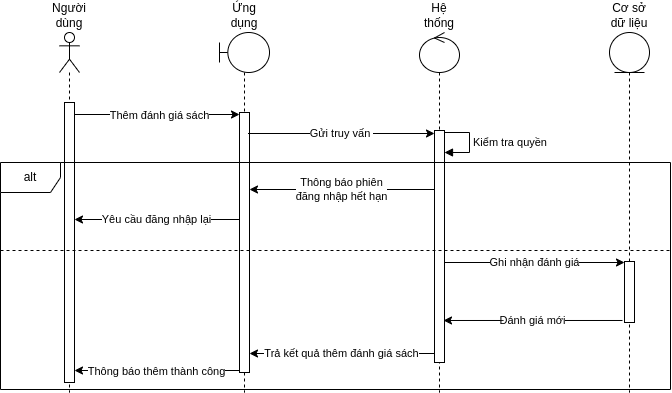 Người
dùng
Ứng
dụng
Hệ
thống
Cơ sở
dữ liệu
Thêm đánh giá sách
Gửi truy vấn
Kiểm tra quyền
alt
Thông báo phiên
đăng nhập hết hạn
Yêu cầu đăng nhập lại
Ghi nhận đánh giá
Đánh giá mới
Trả kết quả thêm đánh giá sách
Thông báo thêm thành công